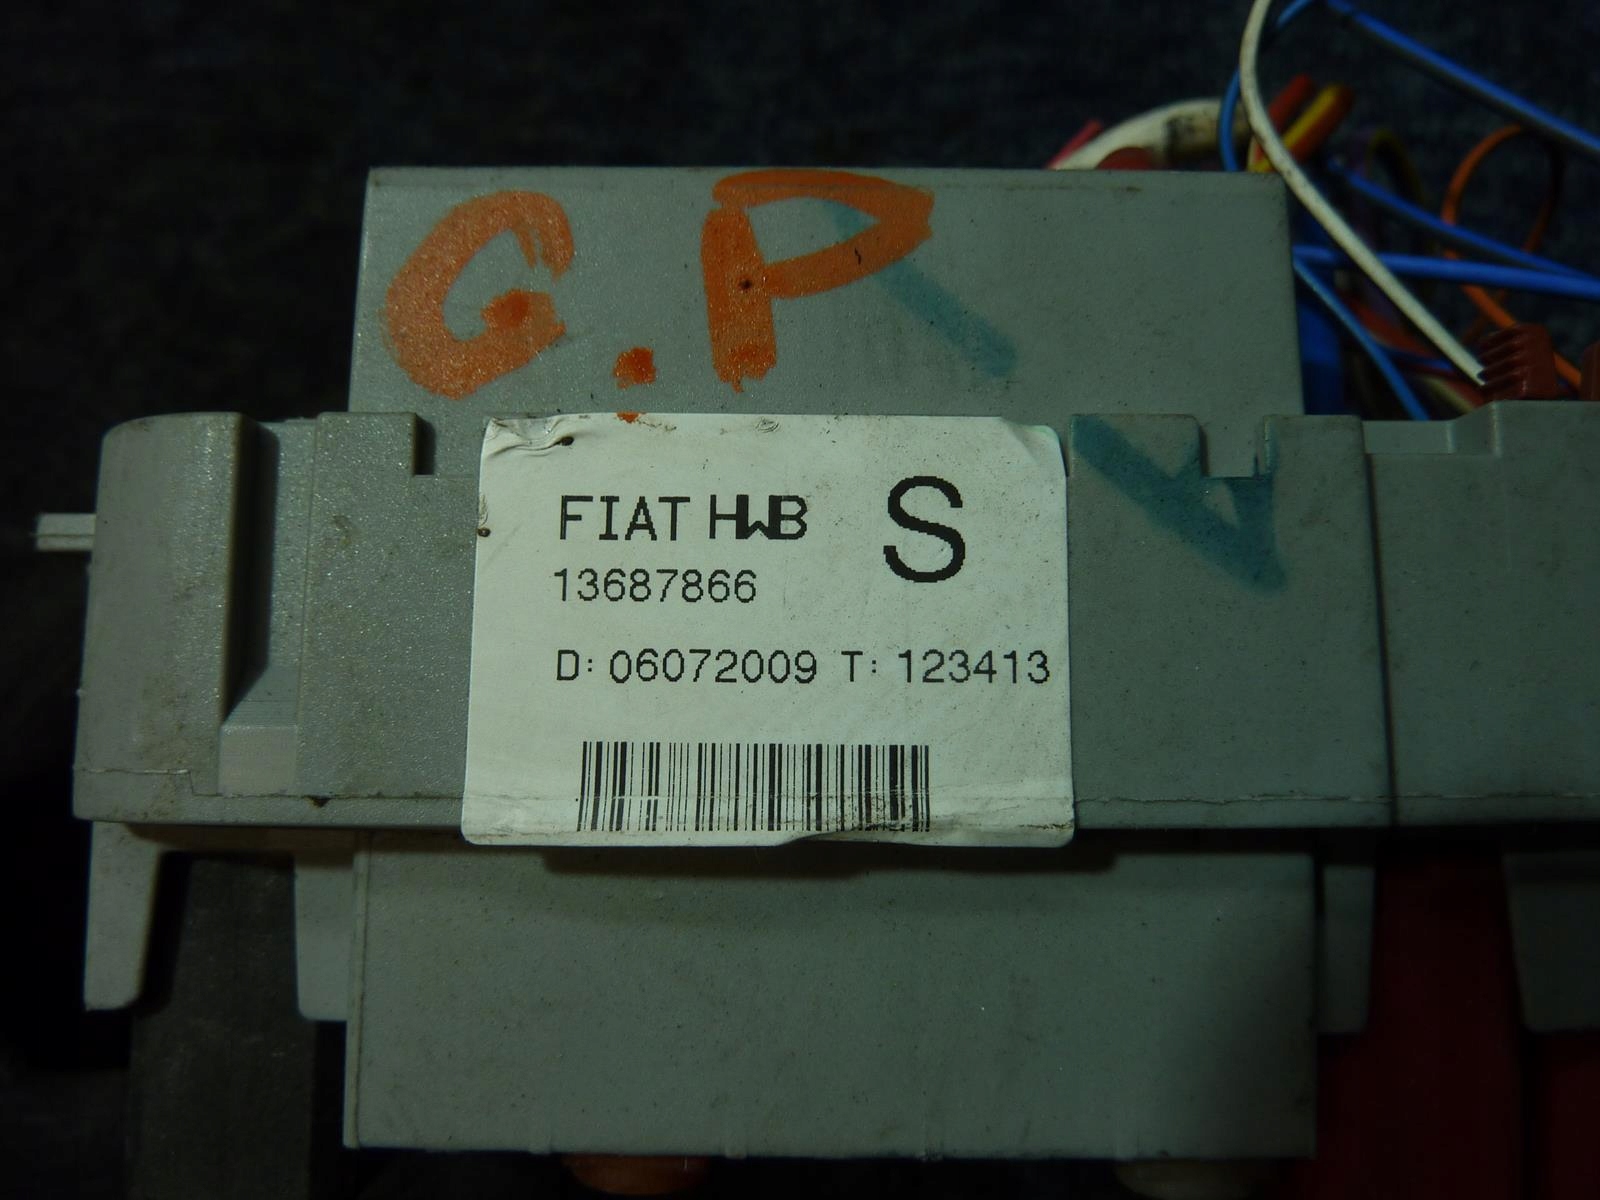 G.P
FIAT HWB S
13687866
D: 06072009 T: 123413